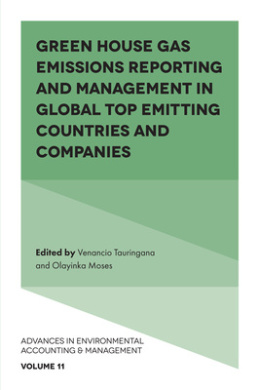 GREEN HOUSE GAS
EMISSIONS REPORTING
AND MANAGEMENT IN
GLOBAL TOP EMITTING
COUNTRIES AND
COMPANIES
Edited by Venancio Tauringana
and Olayinka Moses
ADVANCES IN ENVIRONMENTAL
ACCOUNTING & MANAGEMENT
VOLUME 11